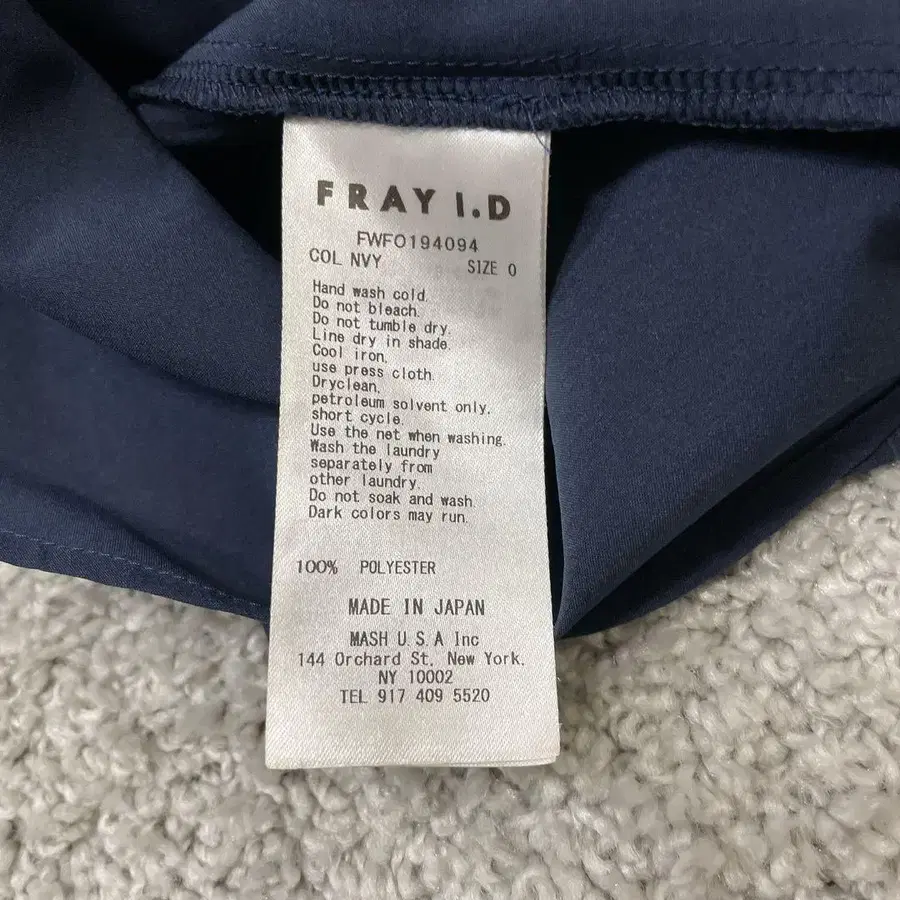 FRAY I.D
FWFO194094
COL NVY SIZE 0
Hand wash cold.
Do not bleach.
Do not tumble dry.
Line dry in shade.
Cool iron.
use press cloth.
Dryclean,
petroleum solvent only,
short cycle.
Use the net when washing.
Wash the laundry
separately from
other laundry.
Do not soak and wash.
Dark colors may run.
100% POLYESTER
MADE IN JAPAN
MASH U S A Inc
144 Orchard St, New York,
NY 10002
TEL 917 409 5520